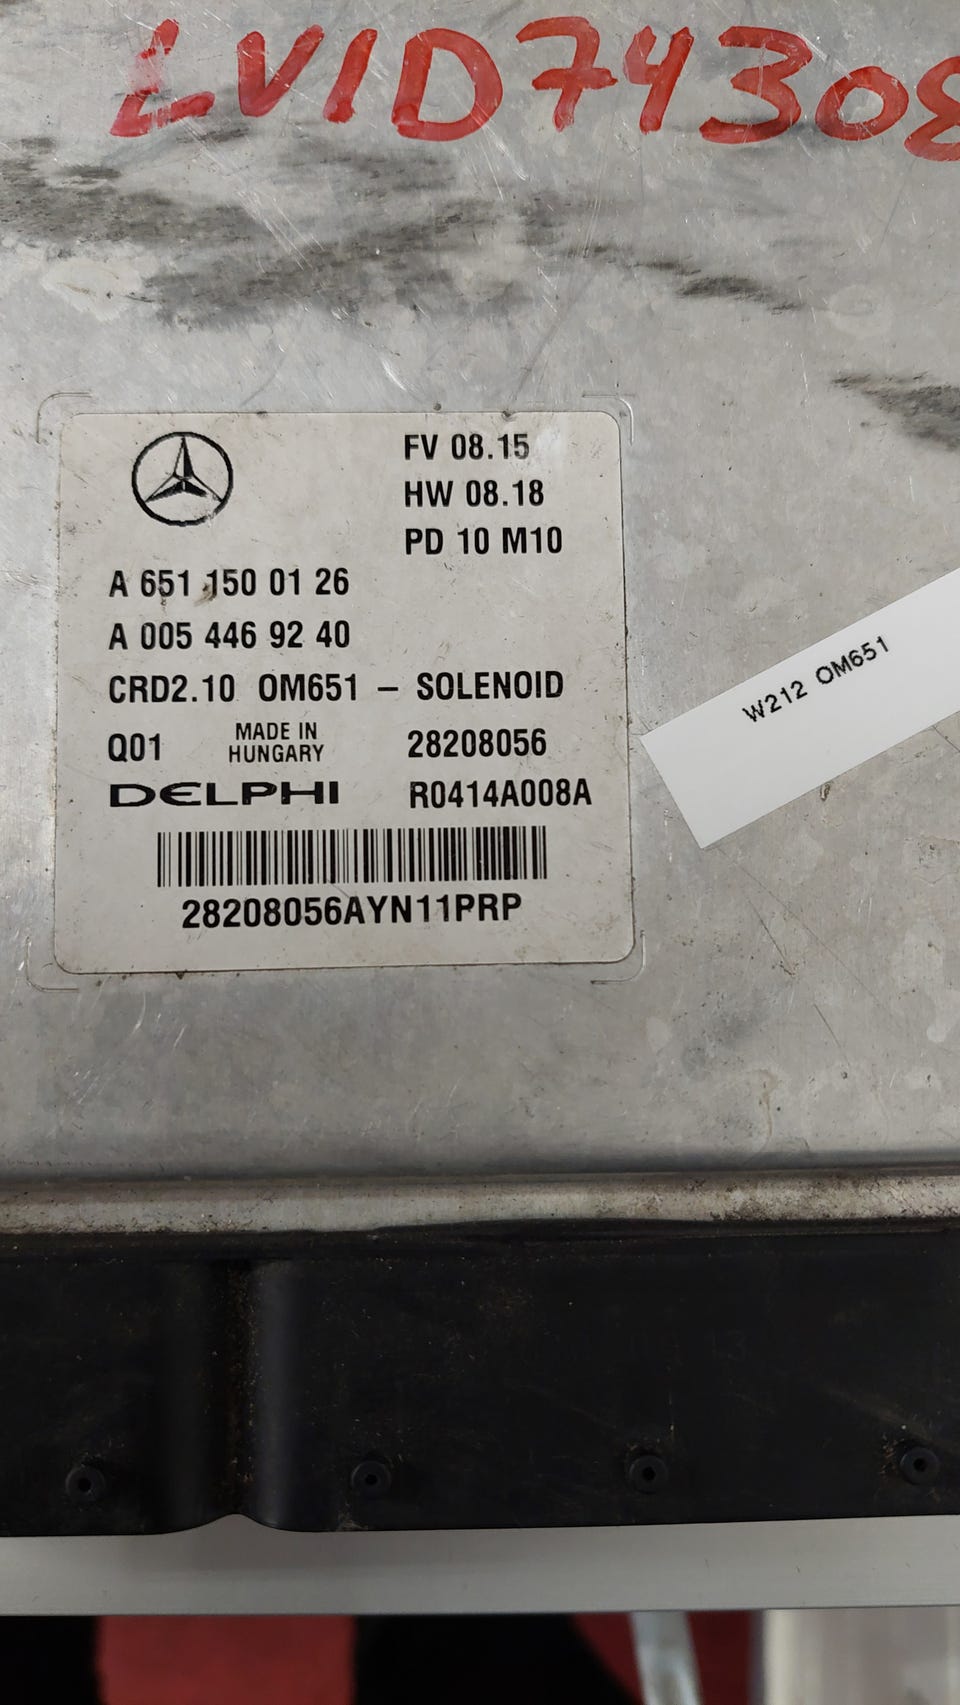 LVID74308
FV 08.15
HW 08.18
PD 10 M10
A 651 150 01 26
A 005 446 92 40
CRD2.10 OM651 – SOLENOID
Q01 MADE IN HUNGARY 28208056
DELPHI R0414A008A
28208056AYN11PRP
W212 OM651